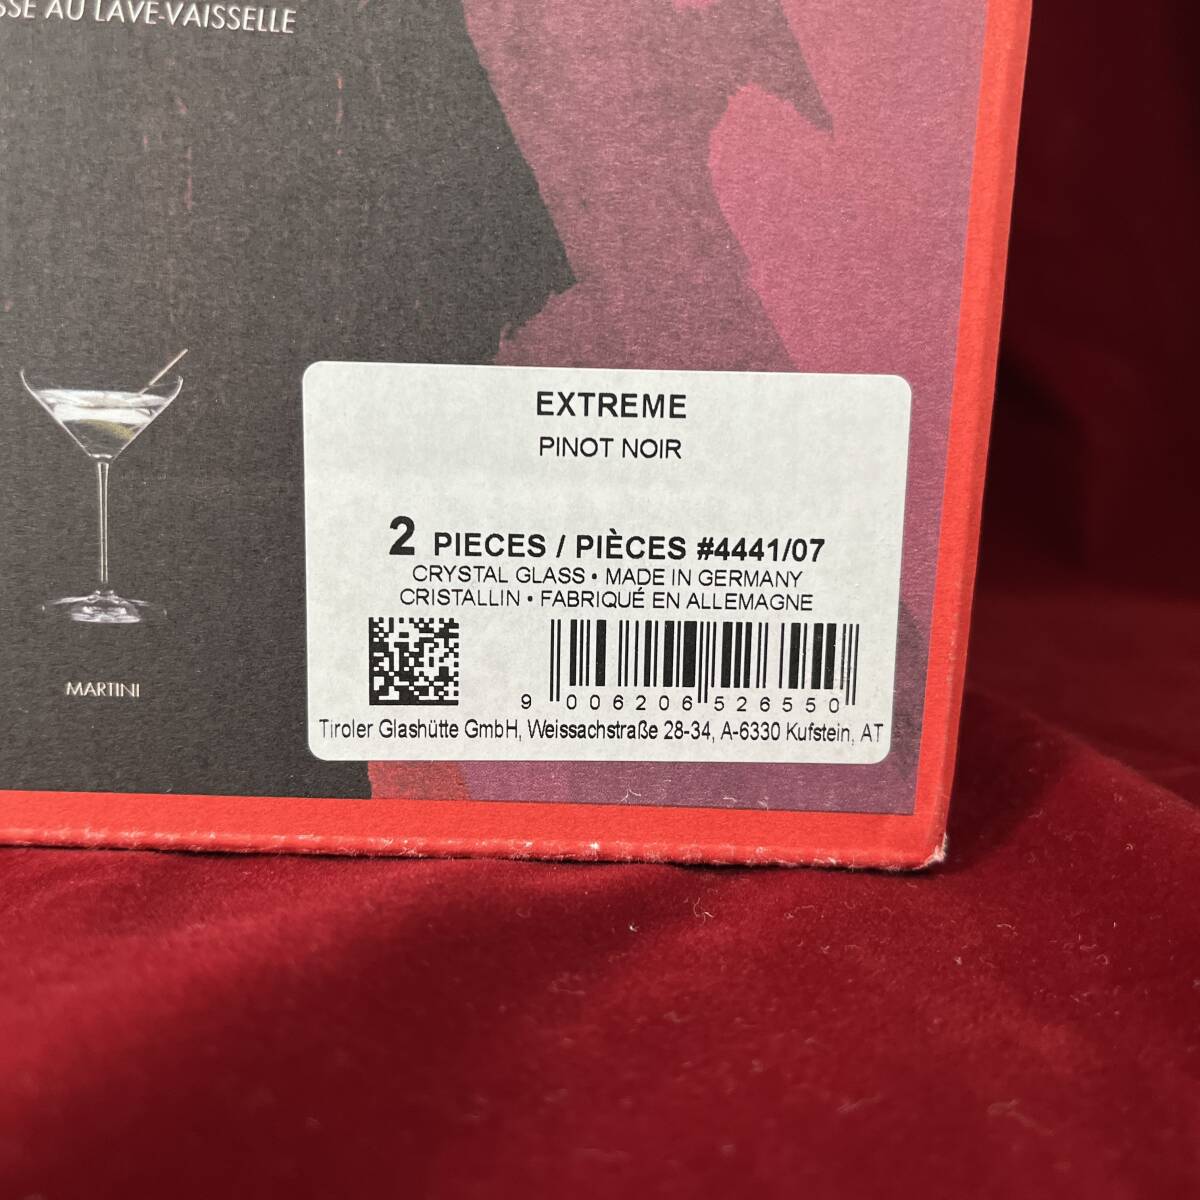 AU LAVE-VAISSELLE
MARTINI
EXTREME
PINOT NOIR
2 PIECES / PIÈCES #4441/07
CRYSTAL GLASS • MADE IN GERMANY
CRISTALLIN • FABRIQUÉ EN ALLEMAGNE
9 006206 526550
Tiroler Glashütte GmbH, Weissachstraße 28-34, A-6330 Kufstein, AT